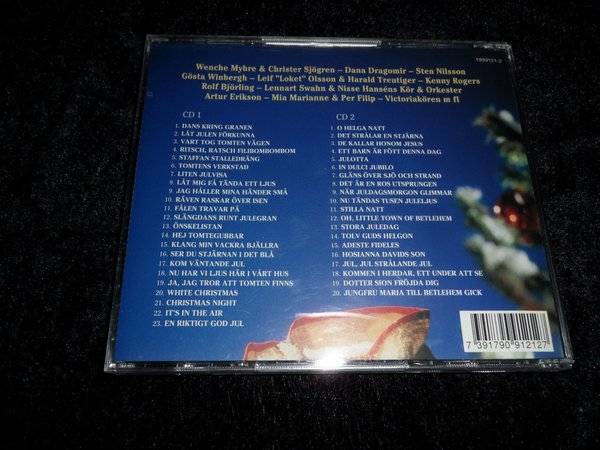 1999121-2
Wenche Myhre & Christer Sjögren – Dana Dragomir – Sten Nilsson
Gösta Winbergh – Leif "Loket" Olsson & Harald Treutiger – Kenny Rogers
Rolf Björling – Lennart Swahn & Nisse Hanséns Kör & Orkester
Artur Erikson – Mia Marianne & Per Filip – Victoriakören m fl
CD 1
1. DANS KRING GRANEN
2. LÅT JULEN FÖRKUNNA
3. VART TOG TOMTEN VÄGEN
4. RITSCH, RATSCH FILIBOMBOMBOM
5. STAFFAN STALLEDRÄNG
6. TOMTENS VERKSTAD
7. LITEN JULVISA
8. LÅT MIG FÅ TÄNDA ETT LJUS
9. JAG HÅLLER MINA HÄNDER SMÅ
10. RÄVEN RASKAR ÖVER ISEN
11. FÅLEN TRAVAR PÅ
12. SLÄNGDANS RUNT JULEGRAN
13. ÖNSKELISTAN
14. HEJ TOMTEGUBBAR
15. KLANG MIN VACKRA BJÄLLRA
16. SER DU STJÄRNAN I DET BLÅ
17. KOM VÄNTANDE JUL
18. NU HAR VI LJUS HÄR I VÅRT HUS
19. JA, JAG TROR ATT TOMTEN FINNS
20. WHITE CHRISTMAS
21. CHRISTMAS NIGHT
22. IT'S IN THE AIR
23. EN RIKTIGT GOD JUL
CD 2
1. O HELGA NATT
2. DET STRÅLAR EN STJÄRNA
3. DE KALLAR HONOM JESUS
4. ETT BARN ÄR FÖTT DENNA DAG
5. JULOTTA
6. IN DULCI JUBILO
7. GLÄNS ÖVER SJÖ OCH STRAND
8. DET ÄR EN ROS UTSPRUNGEN
9. NÄR JULDAGSMORGON GLIMMAR
10. NU TÄNDAS TUSEN JULELJUS
11. STILLA NATT
12. OH, LITTLE TOWN OF BETLEHEM
13. STORA JULEDAG
14. TOLV GUDS HELGON
15. ADESTE FIDELES
16. HOSIANNA DAVIDS SON
17. JUL, JUL STRÅLANDE JUL
18. KOMMEN I HERDAR, ETT UNDER ATT SE
19. DOTTER SION FRÖJDA DIG
20. JUNGFRU MARIA TILL BETLEHEM GICK
7 391790 912127